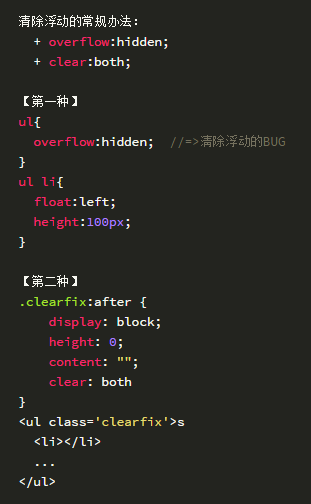 清除浮动的常规办法:
+ overflow:hidden;
+ clear:both;
【第一种】
ul{
overflow:hidden; //=>清除浮动的BUG
}
ul li{
float:left;
height:100px;
}
【第二种】
.clearfix:after {
display: block;
height: 0;
content: "";
clear: both
}
<ul class='clearfix'>s
<li></li>
...
</ul>